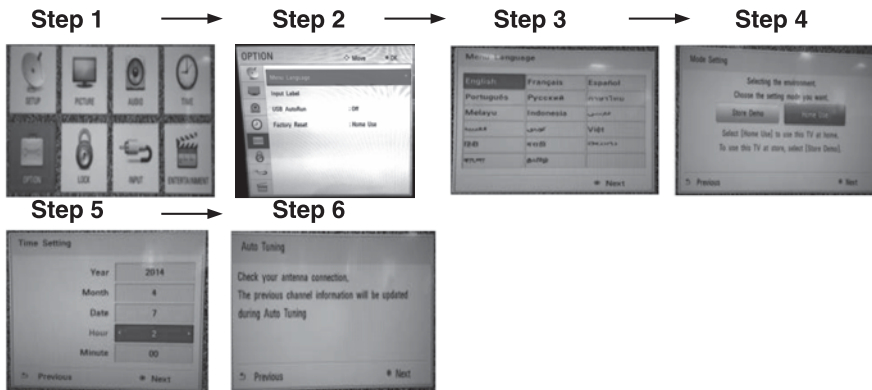 Step 1
Step 2
Step 3
Step 4
SETUP
PICTURE
AUDIO
TIME
OPTION
LOCK
INPUT
ENTERTAINMENT
OPTION
Move
OK
Menu Language
Input Label
USB AutoRun : Off
Factory Reset : Home Use
Menu Language
English Français Español
Português Русский
Melayu Indonesia
Việt
Next
Mode Setting
Selecting the environment.
Choose the setting mode you want.
Store Demo Home Use
Select [Home Use] to use this TV at home.
To use this TV at store, select [Store Demo].
Previous Next
Step 5
Step 6
Time Setting
Year 2014
Month 4
Date 7
Hour 2
Minute 00
Previous Next
Auto Tuning
Check your antenna connection.
The previous channel information will be updated
during Auto Tuning
Previous Next